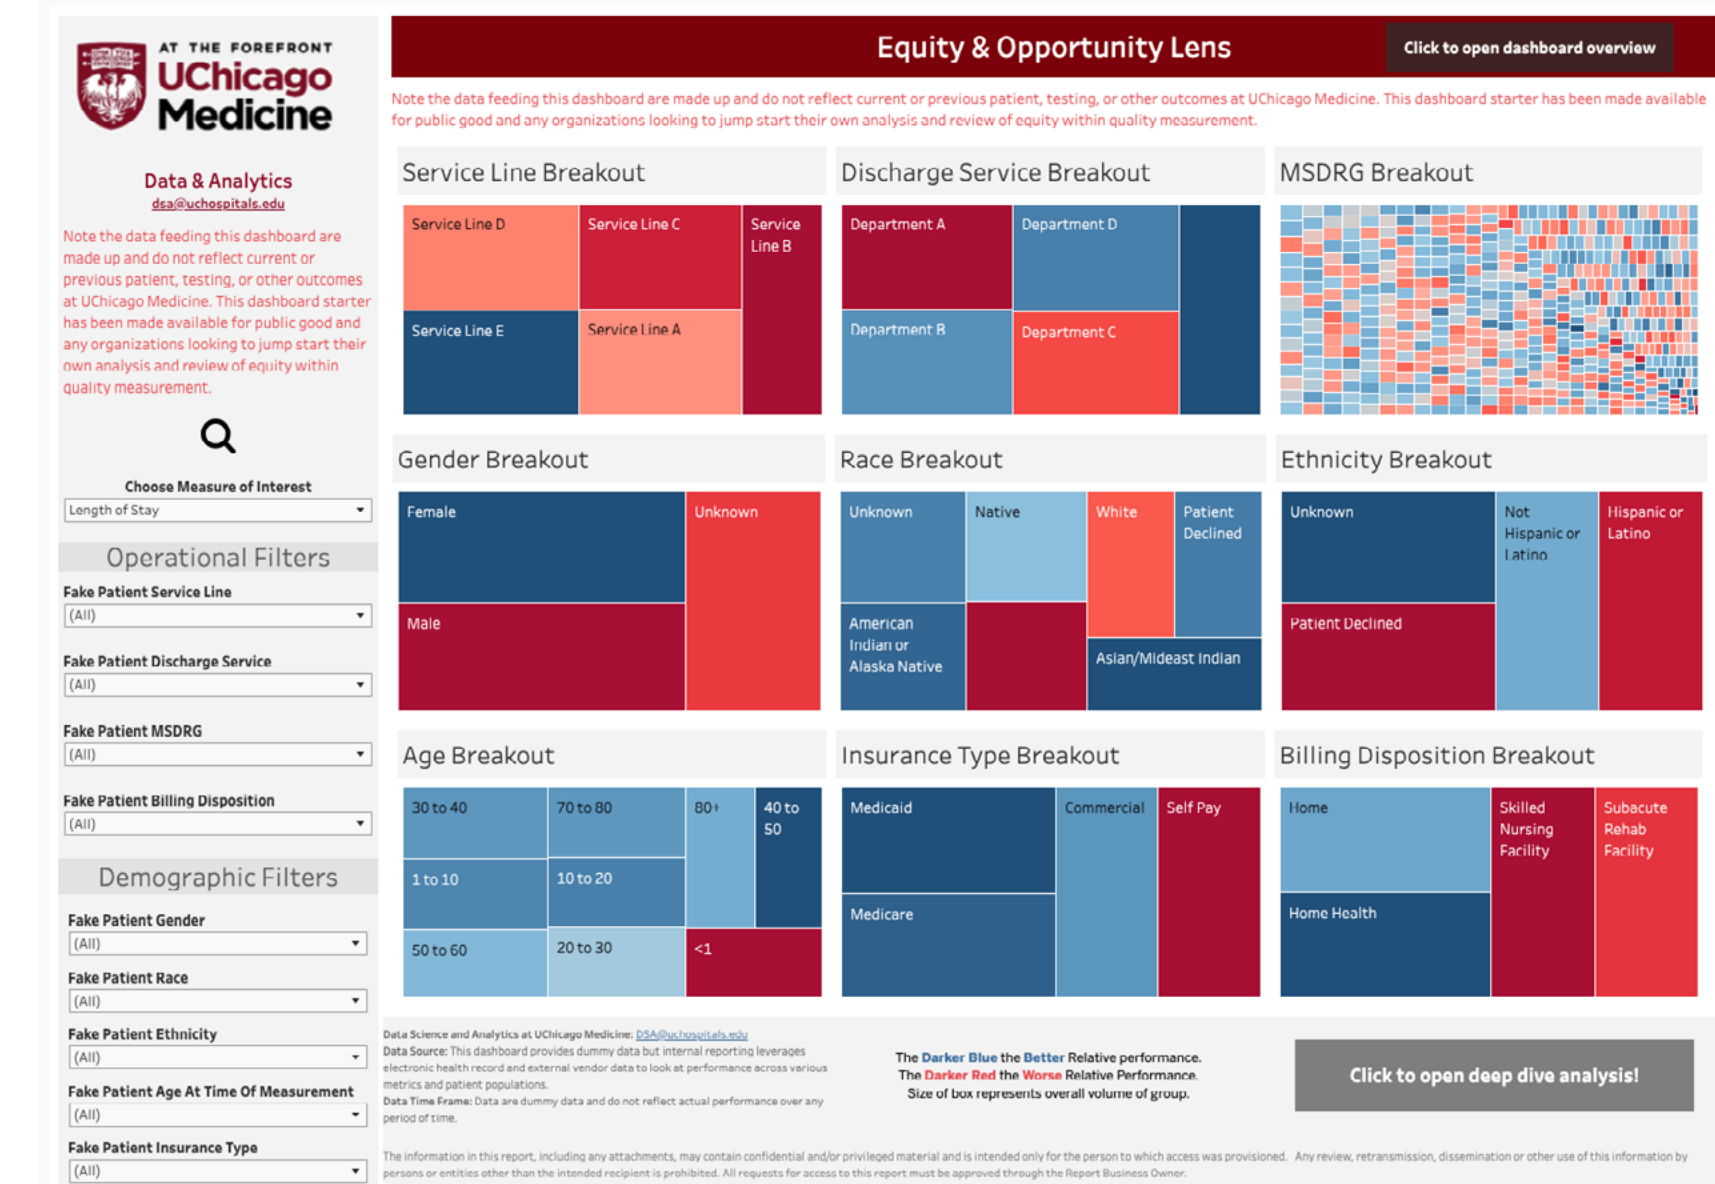 AT THE FOREFRONT
UChicago
Medicine
Data & Analytics
dsa@uchospitals.edu
Note the data feeding this dashboard are
made up and do not reflect current or
previous patient, testing, or other outcomes
at UChicago Medicine. This dashboard starter
has been made available for public good and
any organizations looking to jump start their
own analysis and review of equity within
quality measurement.
Choose Measure of Interest
Length of Stay
Operational Filters
Fake Patient Service Line
(All)
Fake Patient Discharge Service
(All)
Fake Patient MSDRG
(All)
Fake Patient Billing Disposition
(All)
Demographic Filters
Fake Patient Gender
(All)
Fake Patient Race
(All)
Fake Patient Ethnicity
(All)
Fake Patient Age At Time Of Measurement
(All)
Fake Patient Insurance Type
(All)
Equity & Opportunity Lens
Click to open dashboard overview
Note the data feeding this dashboard are made up and do not reflect current or previous patient, testing, or other outcomes at UChicago Medicine. This dashboard starter has been made available
for public good and any organizations looking to jump start their own analysis and review of equity within quality measurement.
Service Line Breakout
Service Line D
Service Line C
Service
Line B
Service Line E
Service Line A
Discharge Service Breakout
Department A
Department D
Department B
Department C
MSDRG Breakout
Gender Breakout
Female
Unknown
Male
Race Breakout
Unknown
Native
White
Patient
Declined
American
Indian or
Alaska Native
Asian/Mideast Indian
Ethnicity Breakout
Unknown
Not
Hispanic or
Latino
Hispanic or
Latino
Patient Declined
Age Breakout
30 to 40
70 to 80
80+
40 to
50
1 to 10
10 to 20
50 to 60
20 to 30
<1
Insurance Type Breakout
Medicaid
Commercial
Self Pay
Medicare
Billing Disposition Breakout
Home
Skilled
Nursing
Facility
Subacute
Rehab
Facility
Home Health
Data Science and Analytics at UChicago Medicine: DSA@uchospitals.edu
Data Source: This dashboard provides dummy data but internal reporting leverages
electronic health record and external vendor data to look at performance across various
metrics and patient populations.
Data Time Frame: Data are dummy data and do not reflect actual performance over any
period of time.
The Darker Blue the Better Relative performance.
The Darker Red the Worse Relative Performance.
Size of box represents overall volume of group.
Click to open deep dive analysis!
The information in this report, including any attachments, may contain confidential and/or privileged material and is intended only for the person to which access was provisioned. Any review, retransmission, dissemination or other use of this information by
persons or entities other than the intended recipient is prohibited. All requests for access to this report must be approved through the Report Business Owner.